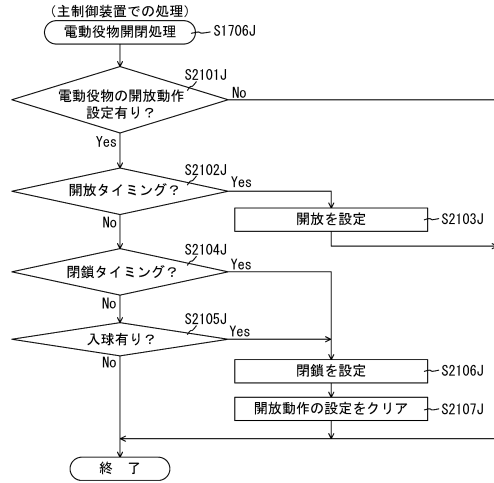 (主制御装置での処理)
電動役物開閉処理
S1706J
S2101J
電動役物の開放動作
設定有り?
No
Yes
S2102J
開放タイミング?
Yes
開放を設定
S2103J
No
S2104J
閉鎖タイミング?
Yes
No
S2105J
入球有り?
Yes
No
閉鎖を設定
S2106J
開放動作の設定をクリア
S2107J
終 了